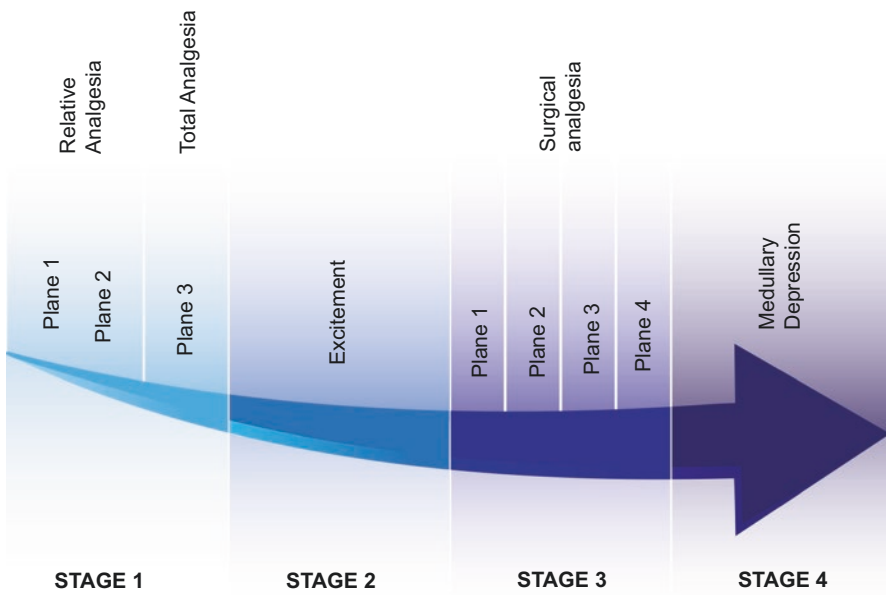 Relative
Analgesia
Total Analgesia
Surgical
analgesia
Plane 1
Plane 2
Plane 3
Excitement
Plane 1
Plane 2
Plane 3
Plane 4
Medullary
Depression
STAGE 1
STAGE 2
STAGE 3
STAGE 4